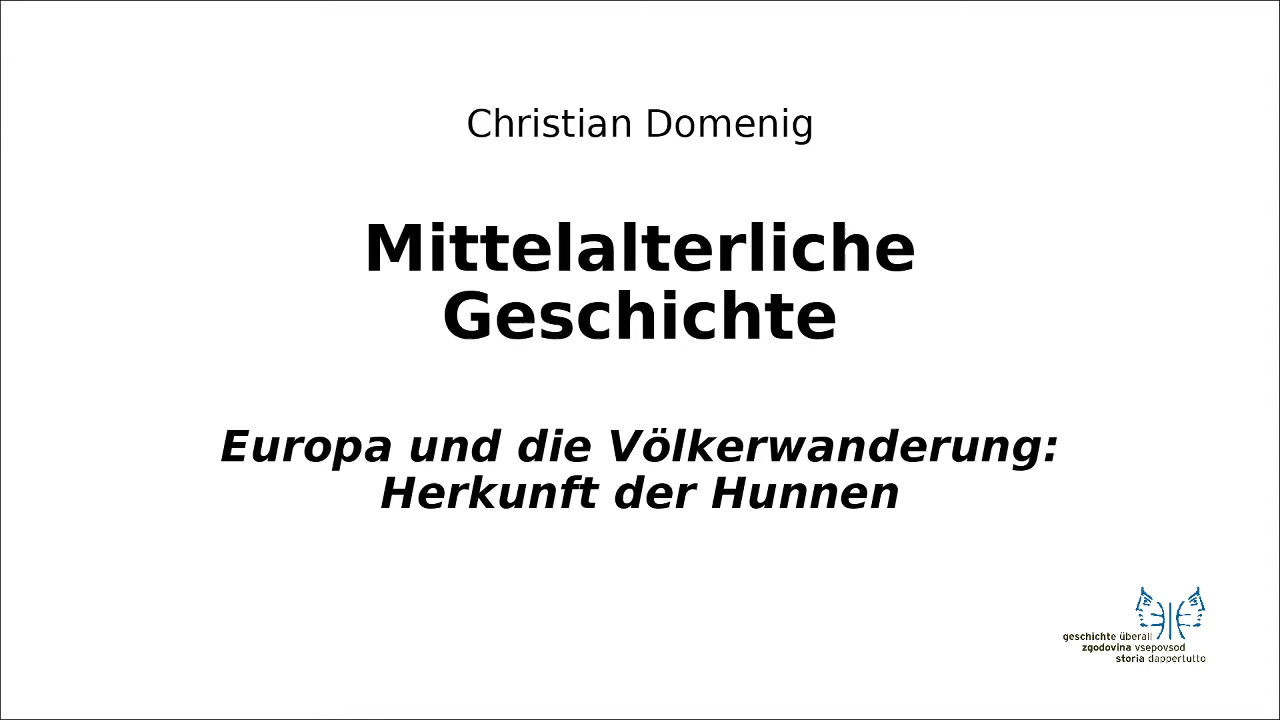 Christian Domenig
Mittelalterliche
Geschichte
Europa und die Völkerwanderung:
Herkunft der Hunnen
geschichte überall
zgodovina vsepovsod
storia dappertutto